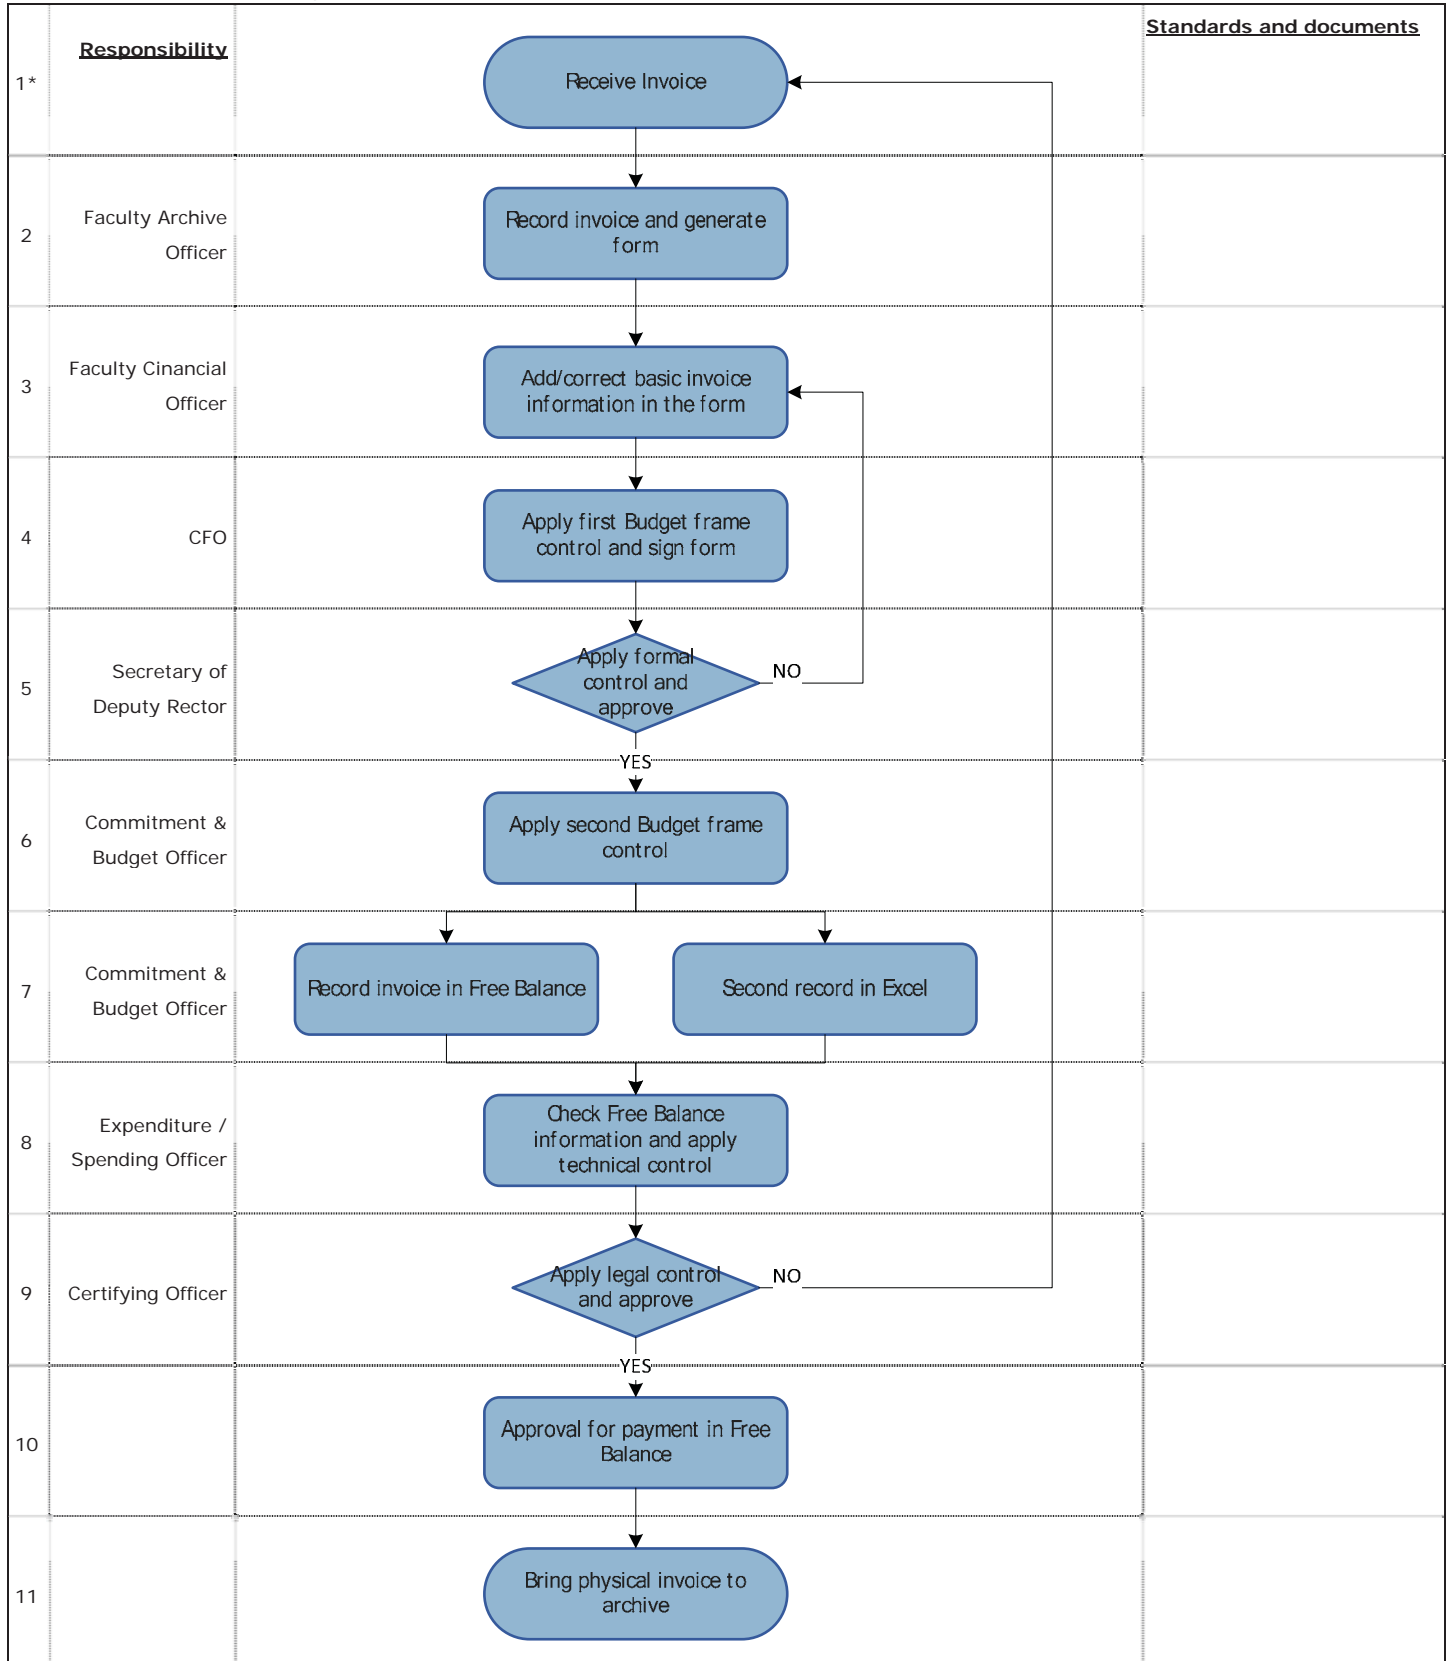 Responsibility
Standards and documents
1*
Receive Invoice
2
Faculty Archive
Officer
Record invoice and generate
form
3
Faculty Cinancial
Officer
Add/correct basic invoice
information in the form
4
CFO
Apply first Budget frame
control and sign form
5
Secretary of
Deputy Rector
Apply formal
control and
approve
NO
YES
6
Commitment &
Budget Officer
Apply second Budget frame
control
7
Commitment &
Budget Officer
Record invoice in Free Balance
Second record in Excel
8
Expenditure /
Spending Officer
Check Free Balance
information and apply
technical control
9
Certifying Officer
Apply legal control
and approve
NO
YES
10
Approval for payment in Free
Balance
11
Bring physical invoice to
archive